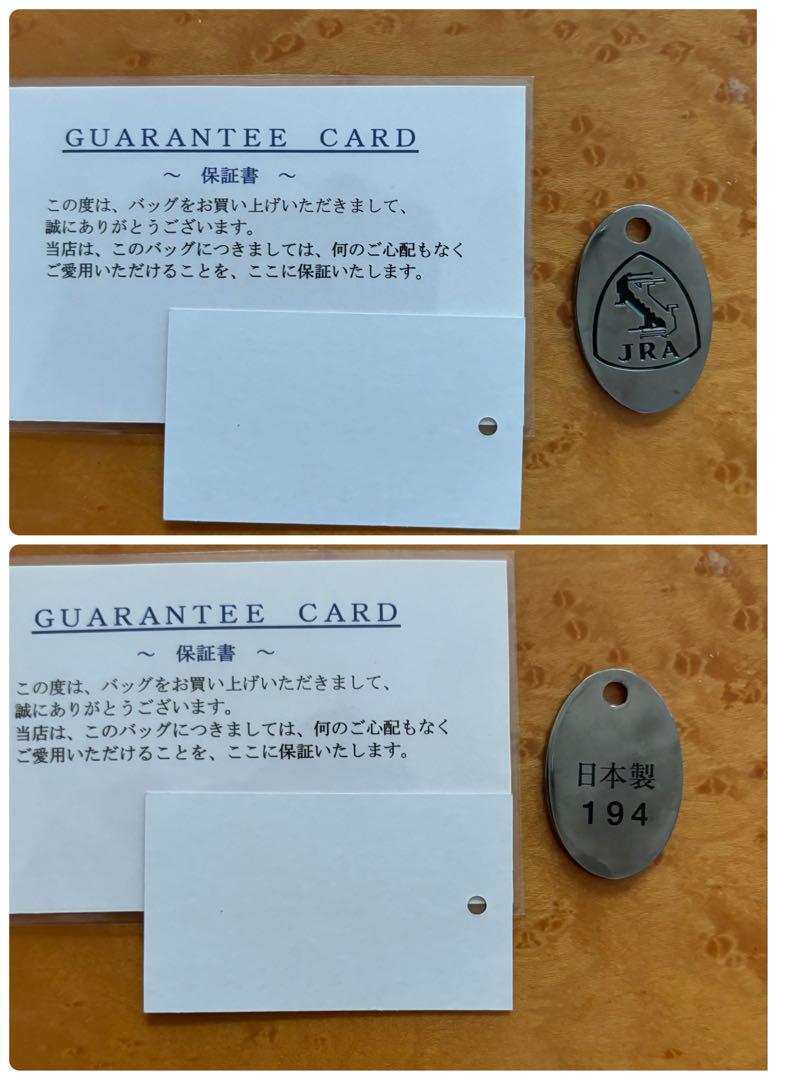 GUARANTEE CARD
～ 保証書 ～
この度は、バッグをお買い上げいただきまして、
誠にありがとうございます。
当店は、このバッグにつきましては、何のご心配もなく
ご愛用いただけることを、ここに保証いたします。
JRA
GUARANTEE CARD
～ 保証書 ～
この度は、バッグをお買い上げいただきまして、
誠にありがとうございます。
当店は、このバッグにつきましては、何のご心配もなく
ご愛用いただけることを、ここに保証いたします。
日本製
194